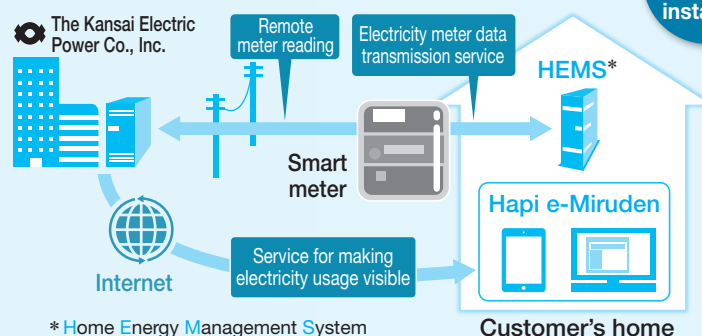 The Kansai Electric
Power Co., Inc.
Remote
meter reading
Electricity meter data
transmission service
HEMS*
Smart
meter
Hapi e-Miruden
Internet
Service for making
electricity usage visible
* Home Energy Management System
Customer's home